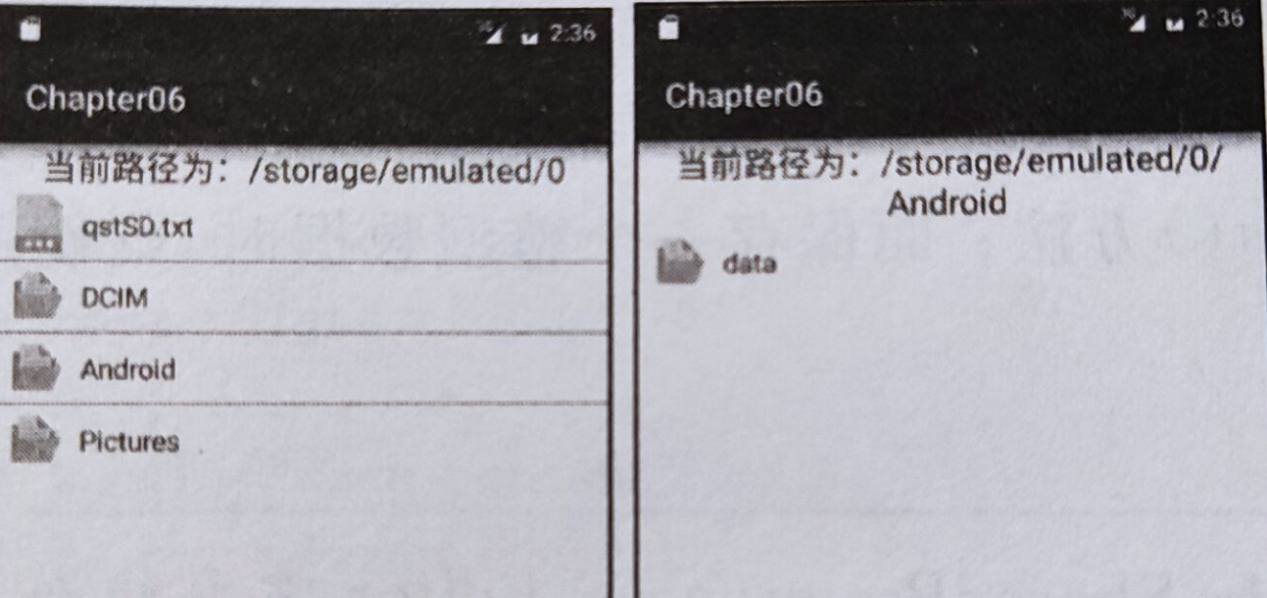 2:36
Chapter06
当前路径为：/storage/emulated/0
qstSD.txt
DCIM
Android
Pictures
2:36
Chapter06
当前路径为：/storage/emulated/0/
Android
data